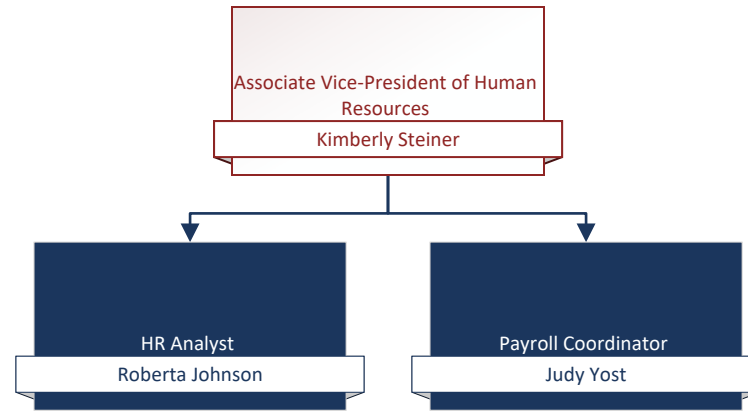 Associate Vice-President of Human
Resources
Kimberly Steiner
HR Analyst
Roberta Johnson
Payroll Coordinator
Judy Yost